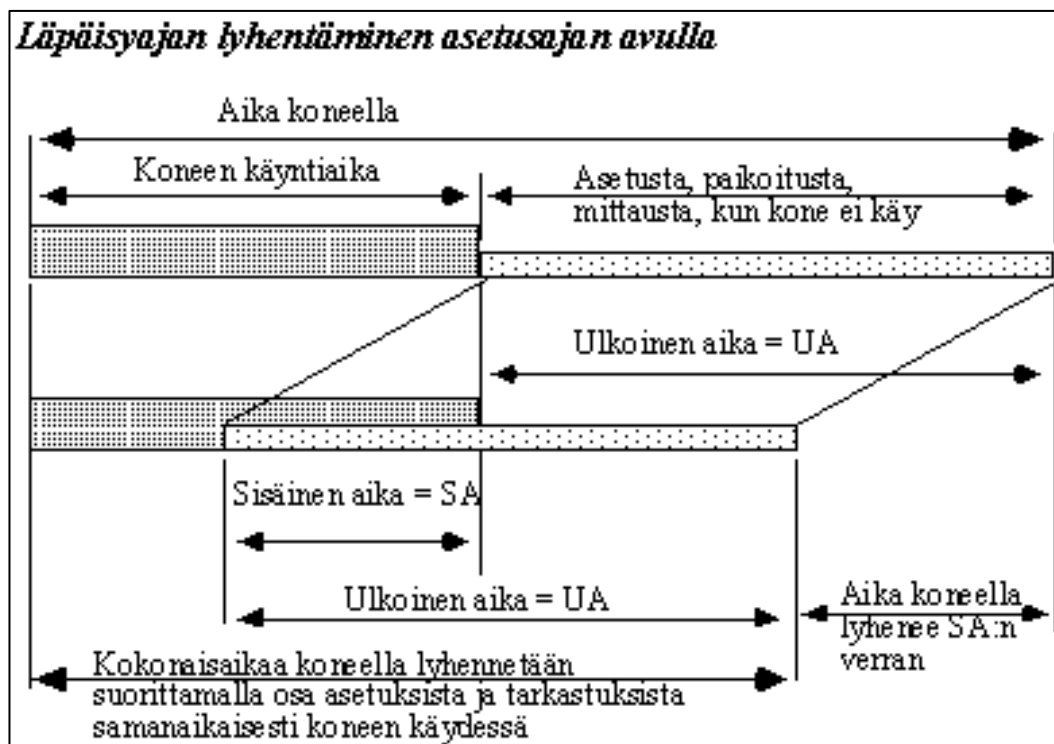 Läpäisyajan lyhentäminen asetusajan avulla
Aika koneella
Koneen käyntiaika
Asetusta, paikoitusta,
mittausta, kun kone ei käy
Ulkoinen aika = UA
Sisäinen aika = SA
Ulkoinen aika = UA
Aika koneella
lyhenee SA:n
verran
Kokonaisaikaa koneella lyhennetään
suorittamalla osa asetuksista ja tarkastuksista
samanaikaisesti koneen käydessä